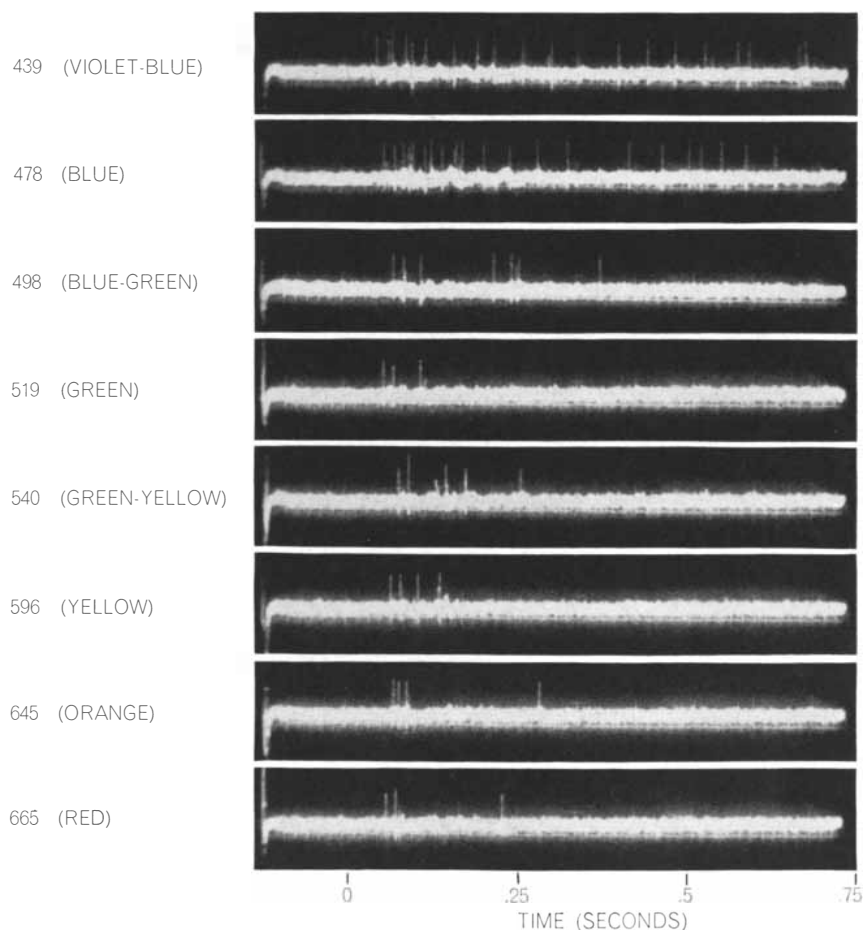 439 (VIOLET-BLUE)
478 (BLUE)
498 (BLUE-GREEN)
519 (GREEN)
540 (GREEN-YELLOW)
596 (YELLOW)
645 (ORANGE)
665 (RED)
0 .25 .5 .75
TIME (SECONDS)